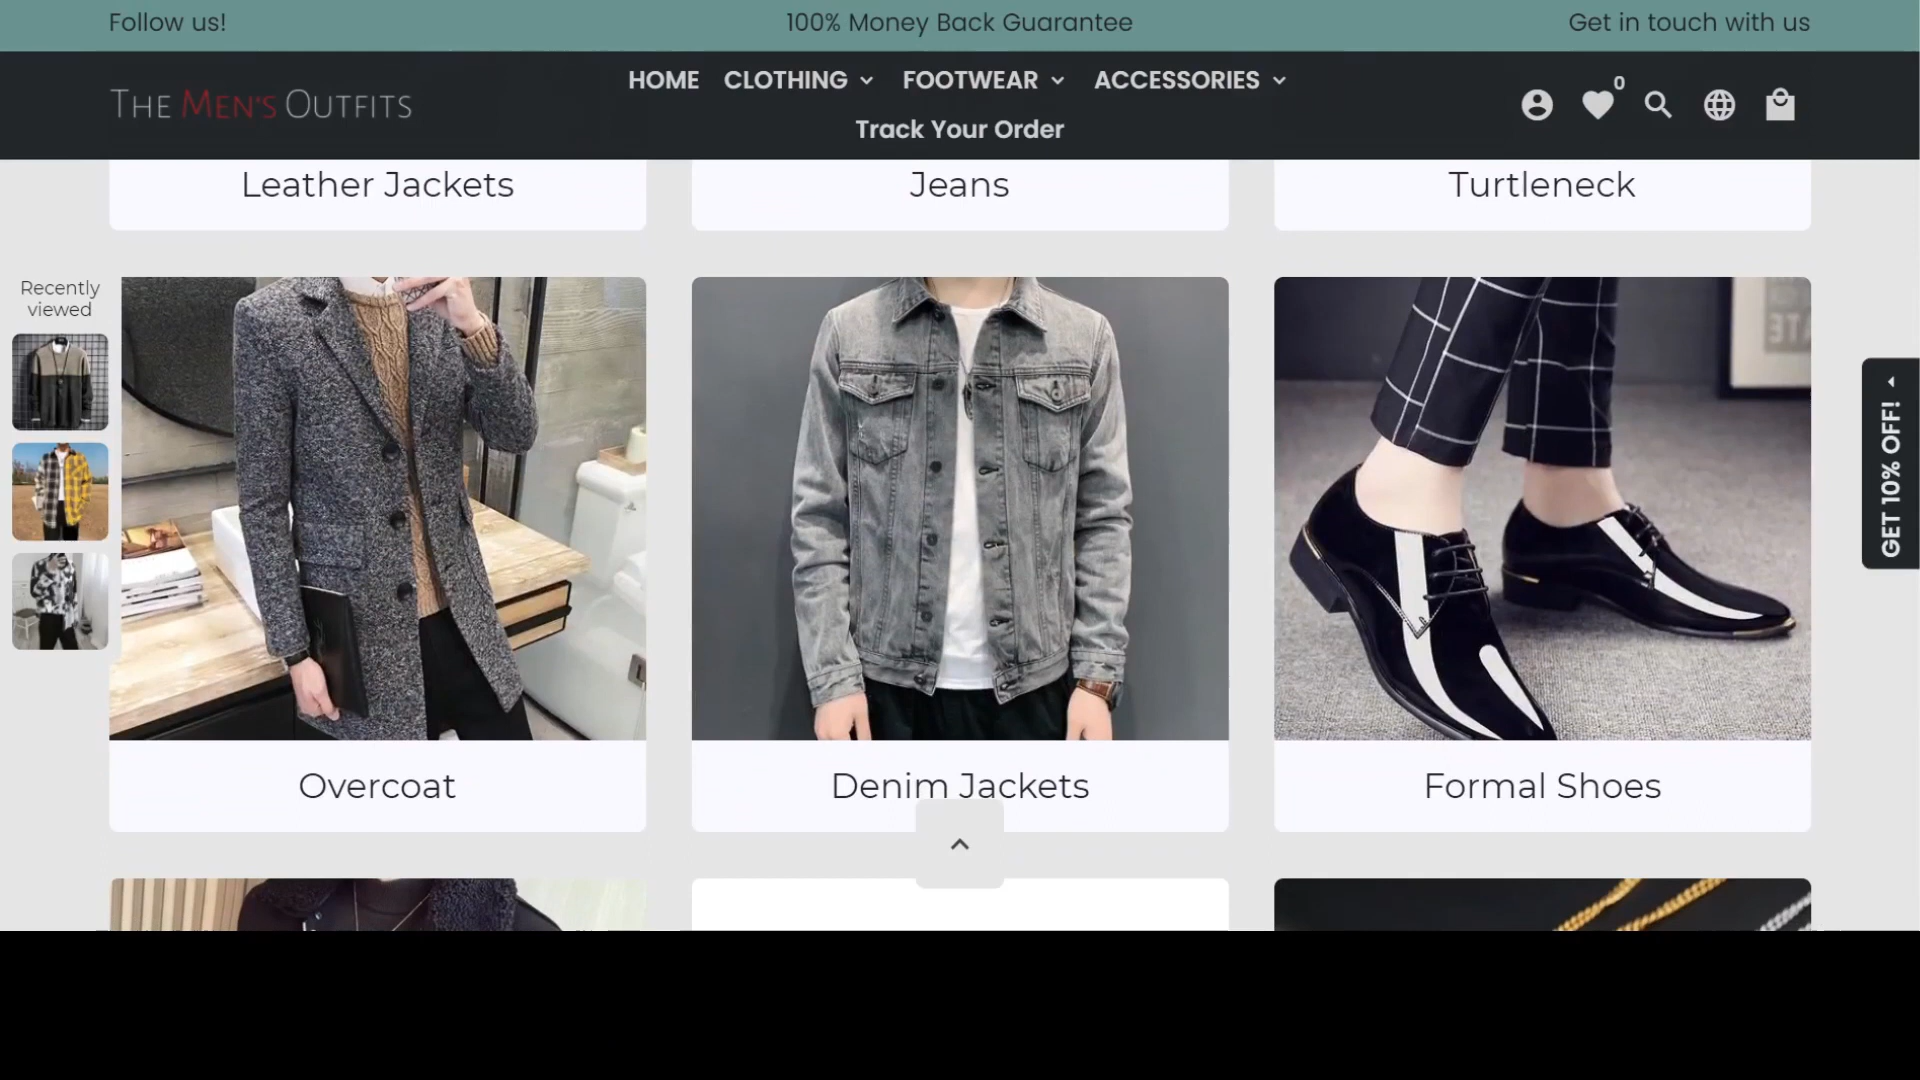 Follow us!
100% Money Back Guarantee
Get in touch with us
THE MEN'S OUTFITS
HOME CLOTHING FOOTWEAR ACCESSORIES
Track Your Order
0
Leather Jackets
Jeans
Turtleneck
Recently
viewed
GET 10% OFF!
Overcoat
Denim Jackets
Formal Shoes